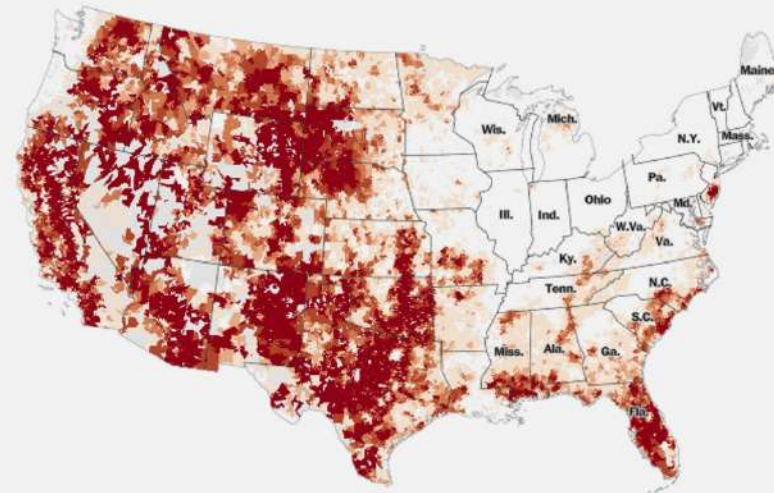 Maine
Vt.
Wis.
Mich.
N.Y.
Mass.
Pa.
Ill.
Ind.
Ohio
Md.
W.Va.
Va.
Ky.
N.C.
Tenn.
S.C.
Miss.
Ala.
Ga.
Fla.